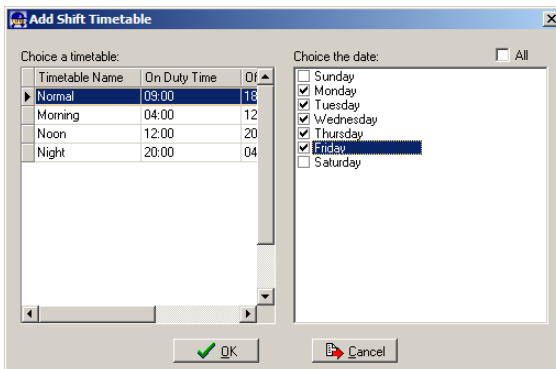 Add Shift Timetable
Choice a timetable:
Timetable Name On Duty Time Of
Normal 09:00 18
Morning 04:00 12
Noon 12:00 20
Night 20:00 04
Choice the date: All
Sunday
Monday
Tuesday
Wednesday
Thursday
Friday
Saturday
OK Cancel